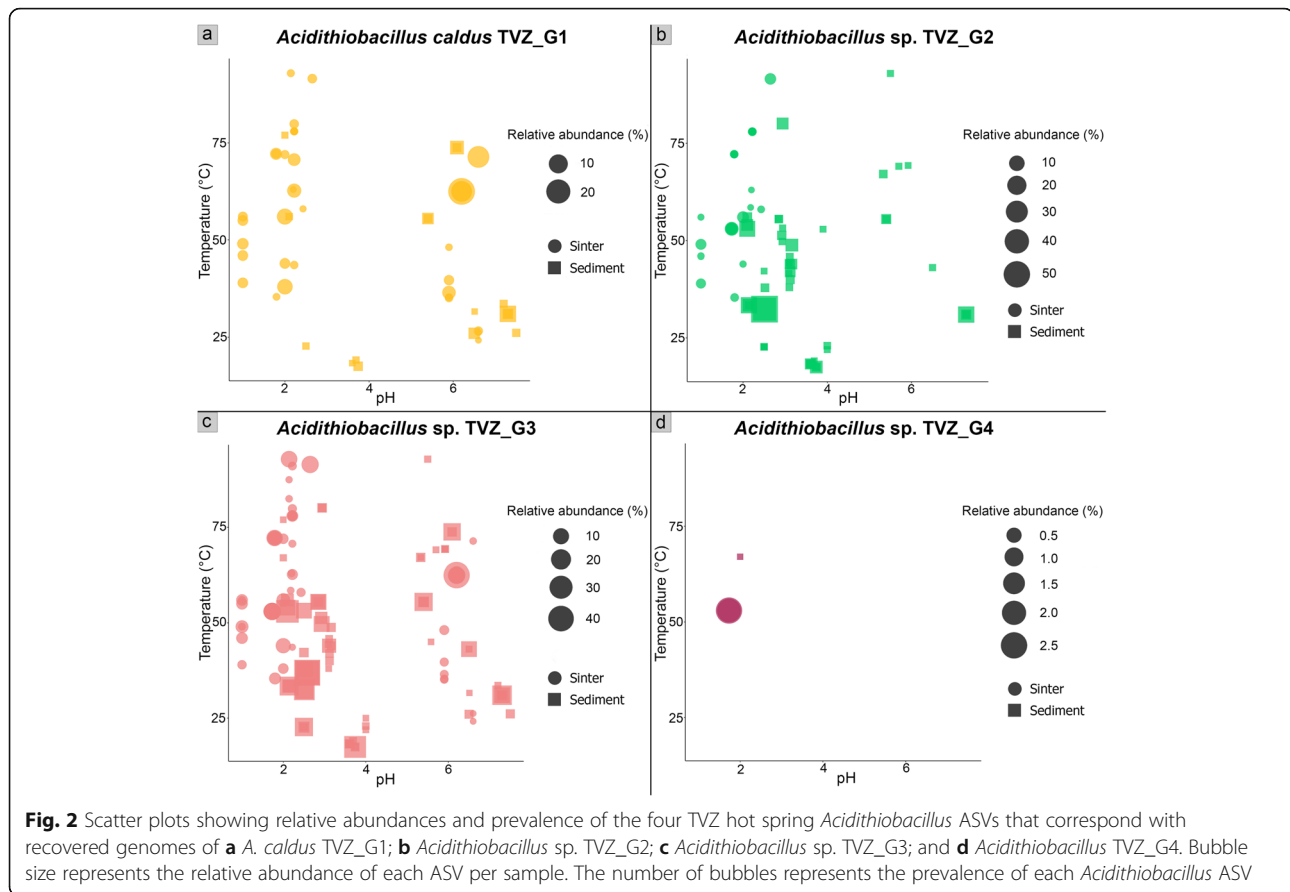 a
Acidithiobacillus caldus TVZ_G1
Temperature (°C)
75
50
25
2
4
6
pH
Relative abundance (%)
10
20
Sinter
Sediment
b
Acidithiobacillus sp. TVZ_G2
Temperature (°C)
75
50
25
2
4
6
pH
Relative abundance (%)
10
20
30
40
50
Sinter
Sediment
c
Acidithiobacillus sp. TVZ_G3
Temperature (°C)
75
50
25
2
4
6
pH
Relative abundance (%)
10
20
30
40
Sinter
Sediment
d
Acidithiobacillus sp. TVZ_G4
Temperature (°C)
75
50
25
2
4
6
pH
Relative abundance (%)
0.5
1.0
1.5
2.0
2.5
Sinter
Sediment
Fig. 2 Scatter plots showing relative abundances and prevalence of the four TVZ hot spring Acidithiobacillus ASVs that correspond with
recovered genomes of a A. caldus TVZ_G1; b Acidithiobacillus sp. TVZ_G2; c Acidithiobacillus sp. TVZ_G3; and d Acidithiobacillus TVZ_G4. Bubble
size represents the relative abundance of each ASV per sample. The number of bubbles represents the prevalence of each Acidithiobacillus ASV